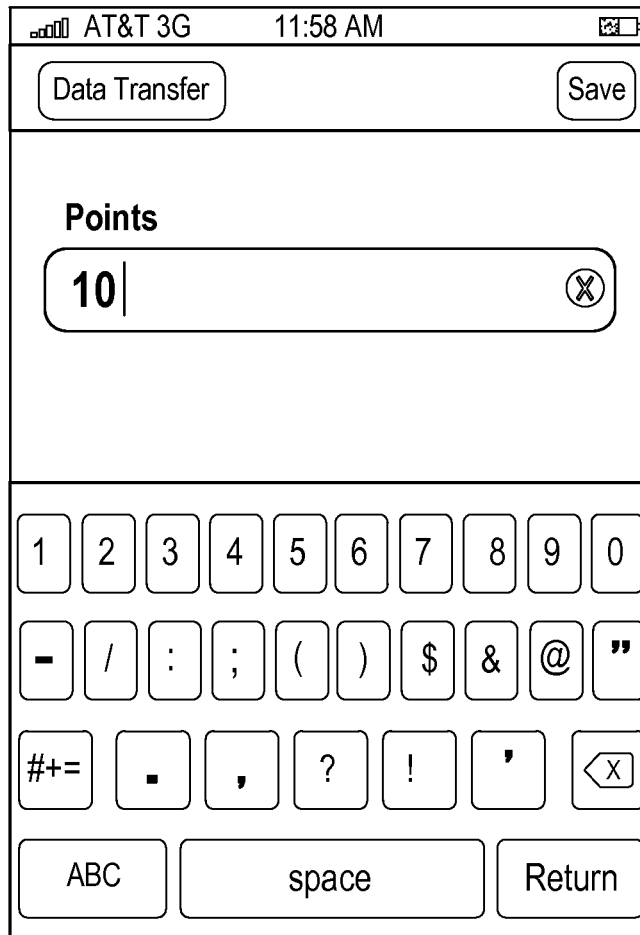 AT&T 3G 11:58 AM
Data Transfer Save
Points
10
X
1 2 3 4 5 6 7 8 9 0
- / : ; ( ) $ & @ "
#+= . , ? ! ' X
ABC space Return